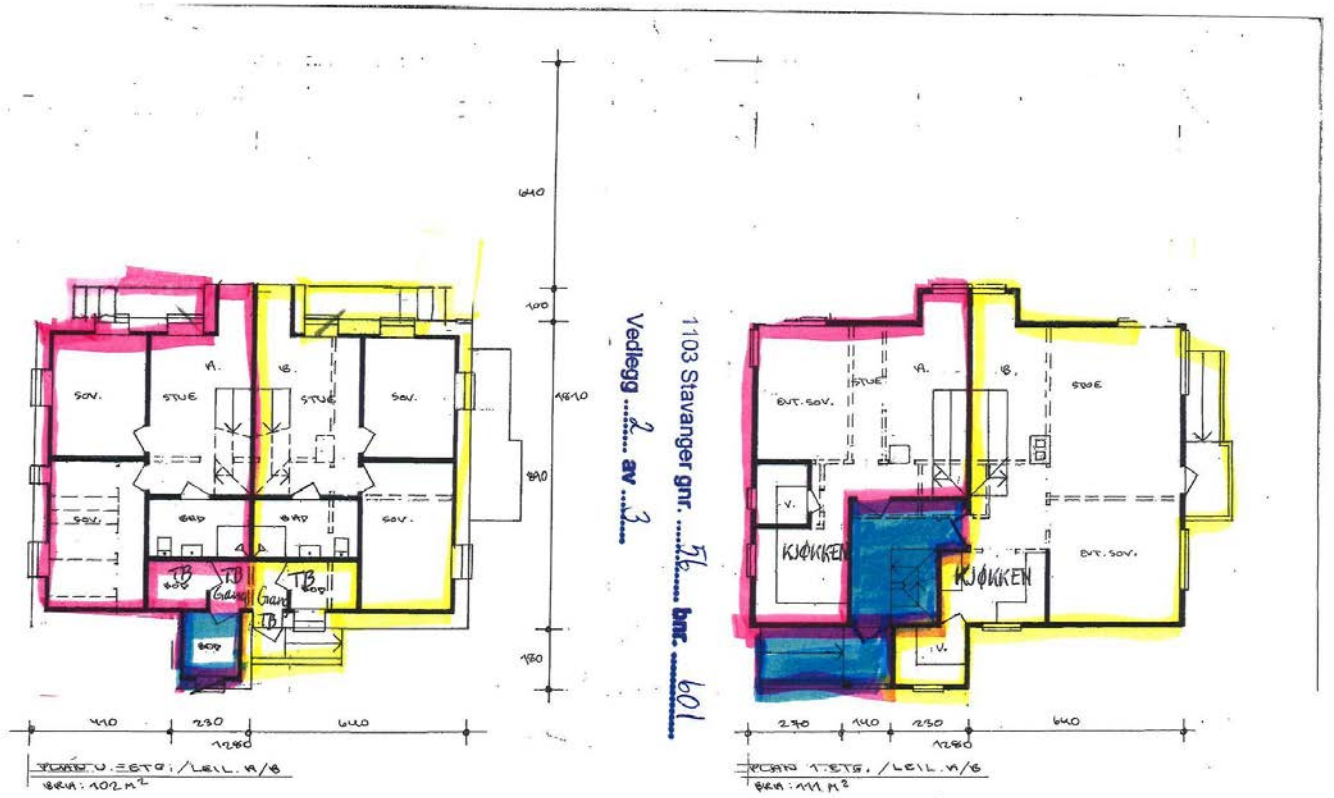 640
100
1810
890
180
A.
B.
SOV.
STUE
STUE
SOV.
SOV.
BAD
BAD
SOV.
TB
BOD
TB
Gang
Gang
TB
TB
BOD
BOD
410
230
640
1280
PLAN U.ETG./LEIL. A/B
BRA: 102 M²
1103 Stavanger gnr. ......56....... bnr. ......601..........
Vedlegg ......2..... av .....3.....
A.
B.
STUE
STUE
EVT. SOV.
V.
KJØKKEN
KJØKKEN
EVT. SOV.
V.
270
140
230
640
1280
PLAN 1.ETG. /LEIL. A/B
BRA: 111 M²